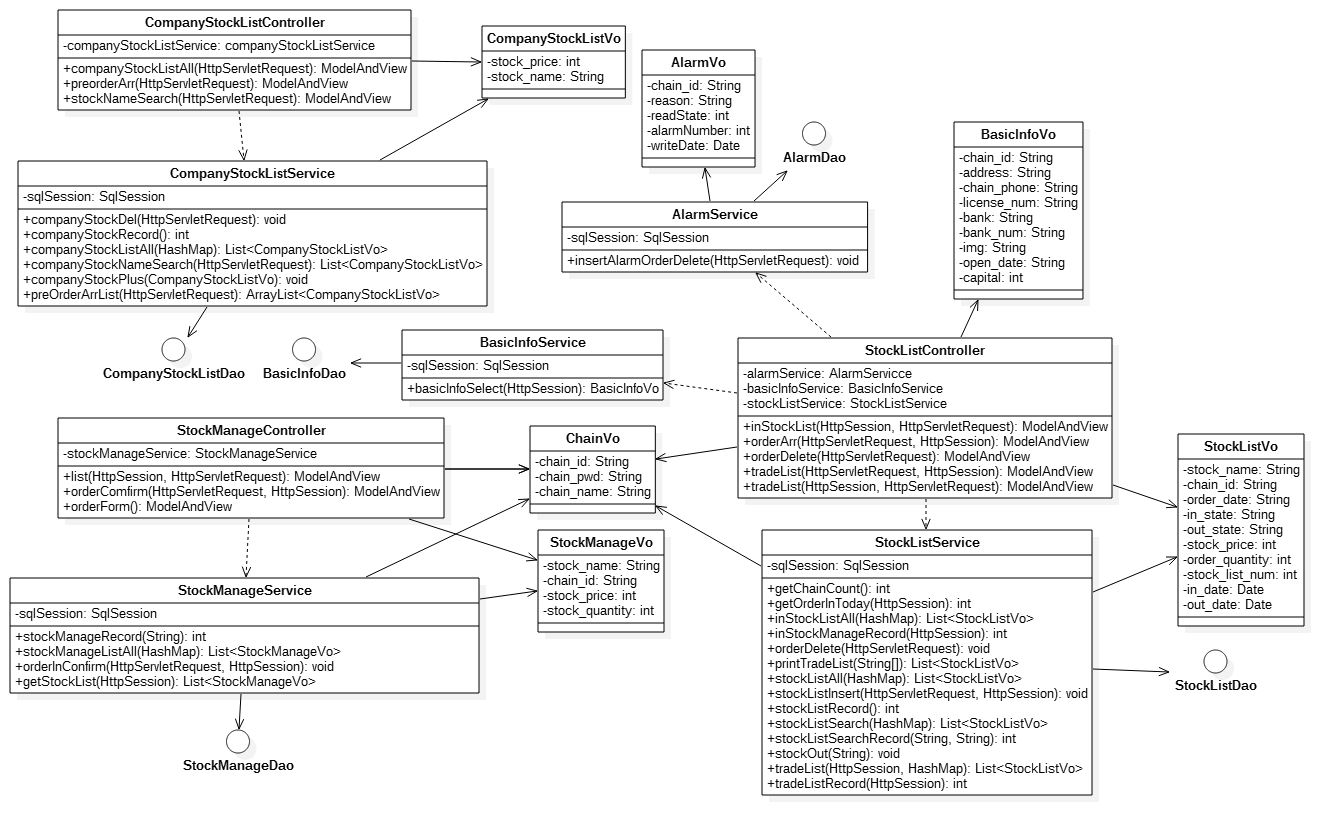 CompanyStockListController
-companyStockListService: companyStockListService
+companyStockListAll(HttpServletRequest): ModelAndView
+preorderArr(HttpServletRequest): ModelAndView
+stockNameSearch(HttpServletRequest): ModelAndView
CompanyStockListVo
-stock_price: int
-stock_name: String
AlarmVo
-chain_id: String
-reason: String
-readState: int
-alarmNumber: int
-writeDate: Date
AlarmDao
BasicInfoVo
-chain_id: String
-address: String
-chain_phone: String
-license_num: String
-bank: String
-bank_num: String
-img: String
-open_date: String
-capital: int
CompanyStockListService
-sqlSession: SqlSession
+companyStockDel(HttpServletRequest): void
+companyStockRecord(): int
+companyStockListAll(HashMap): List<CompanyStockListVo>
+companyStockNameSearch(HttpServletRequest): List<CompanyStockListVo>
+companyStockPlus(CompanyStockListVo): void
+preOrderArrList(HttpServletRequest): ArrayList<CompanyStockListVo>
AlarmService
-sqlSession: SqlSession
+insertAlarmOrderDelete(HttpServletRequest): void
CompanyStockListDao
BasicInfoDao
BasicInfoService
-sqlSession: SqlSession
+basicInfoSelect(HttpSession): BasicInfoVo
StockListController
-alarmService: AlarmServicce
-basicInfoService: BasicInfoService
-stockListService: StockListService
+inStockList(HttpSession, HttpServletRequest): ModelAndView
+orderArr(HttpServletRequest, HttpSession): ModelAndView
+orderDelete(HttpServletRequest): ModelAndView
+tradeList(HttpServletRequest, HttpSession): ModelAndView
+tradeList(HttpSession, HttpServletRequest): ModelAndView
StockManageController
-stockManageService: StockManageService
+list(HttpSession, HttpServletRequest): ModelAndView
+orderComfirm(HttpServletRequest, HttpSession): ModelAndView
+orderForm(): ModelAndView
ChainVo
-chain_id: String
-chain_pwd: String
-chain_name: String
StockListVo
-stock_name: String
-chain_id: String
-order_date: String
-in_state: String
-out_state: String
-stock_price: int
-order_quantity: int
-stock_list_num: int
-in_date: Date
-out_date: Date
StockManageVo
-stock_name: String
-chain_id: String
-stock_price: int
-stock_quantity: int
StockListService
-sqlSession: SqlSession
+getChainCount(): int
+getOrderInToday(HttpSession): int
+inStockListAll(HashMap): List<StockListVo>
+inStockManageRecord(HttpSession): int
+orderDelete(HttpServletRequest): void
+printTradeList(String[]): List<StockListVo>
+stockListAll(HashMap): List<StockListVo>
+stockListInsert(HttpServletRequest, HttpSession): void
+stockListRecord(): int
+stockListSearch(HashMap): List<StockListVo>
+stockListSearchRecord(String, String): int
+stockOut(String): void
+tradeList(HttpSession, HashMap): List<StockListVo>
+tradeListRecord(HttpSession): int
StockManageService
-sqlSession: SqlSession
+stockManageRecord(String): int
+stockManageListAll(HashMap): List<StockManageVo>
+orderInConfirm(HttpServletRequest, HttpSession): void
+getStockList(HttpSession): List<StockManageVo>
StockListDao
StockManageDao